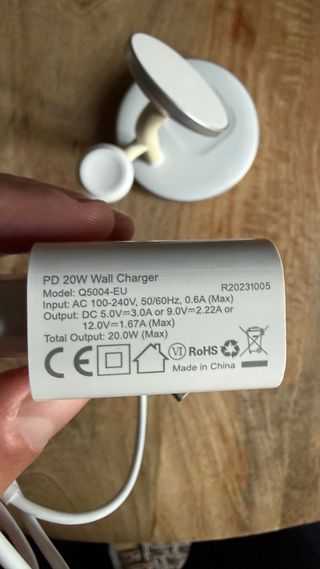 PD 20W Wall Charger
Model: Q5004-EU R20231005
Input: AC 100-240V, 50/60Hz, 0.6A (Max)
Output: DC 5.0V⎓3.0A or 9.0V⎓2.22A or
12.0V⎓1.67A (Max)
Total Output: 20.0W (Max)
CE VI RoHS
Made in China